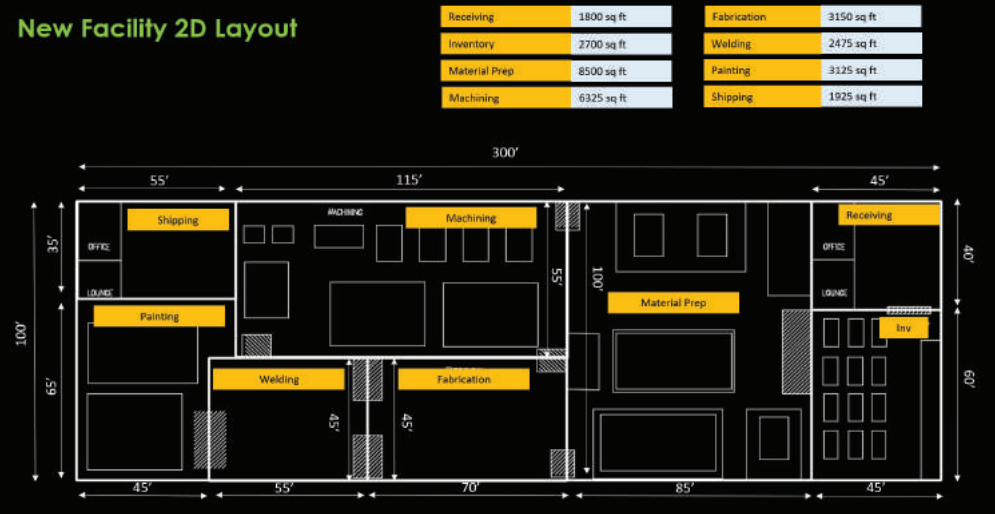 New Facility 2D Layout
Receiving 1800 sq ft
Inventory 2700 sq ft
Material Prep 8500 sq ft
Machining 6325 sq ft
Fabrication 3150 sq ft
Welding 2475 sq ft
Painting 3125 sq ft
Shipping 1925 sq ft
300'
55'
115'
45'
Shipping
MACHINING
Machining
Receiving
35'
OFFICE
LOUNGE
55'
100'
OFFICE
LOUNGE
40'
Material Prep
Painting
Inv
100'
65'
Welding
Fabrication
60'
45'
45'
45'
55'
70'
85'
45'